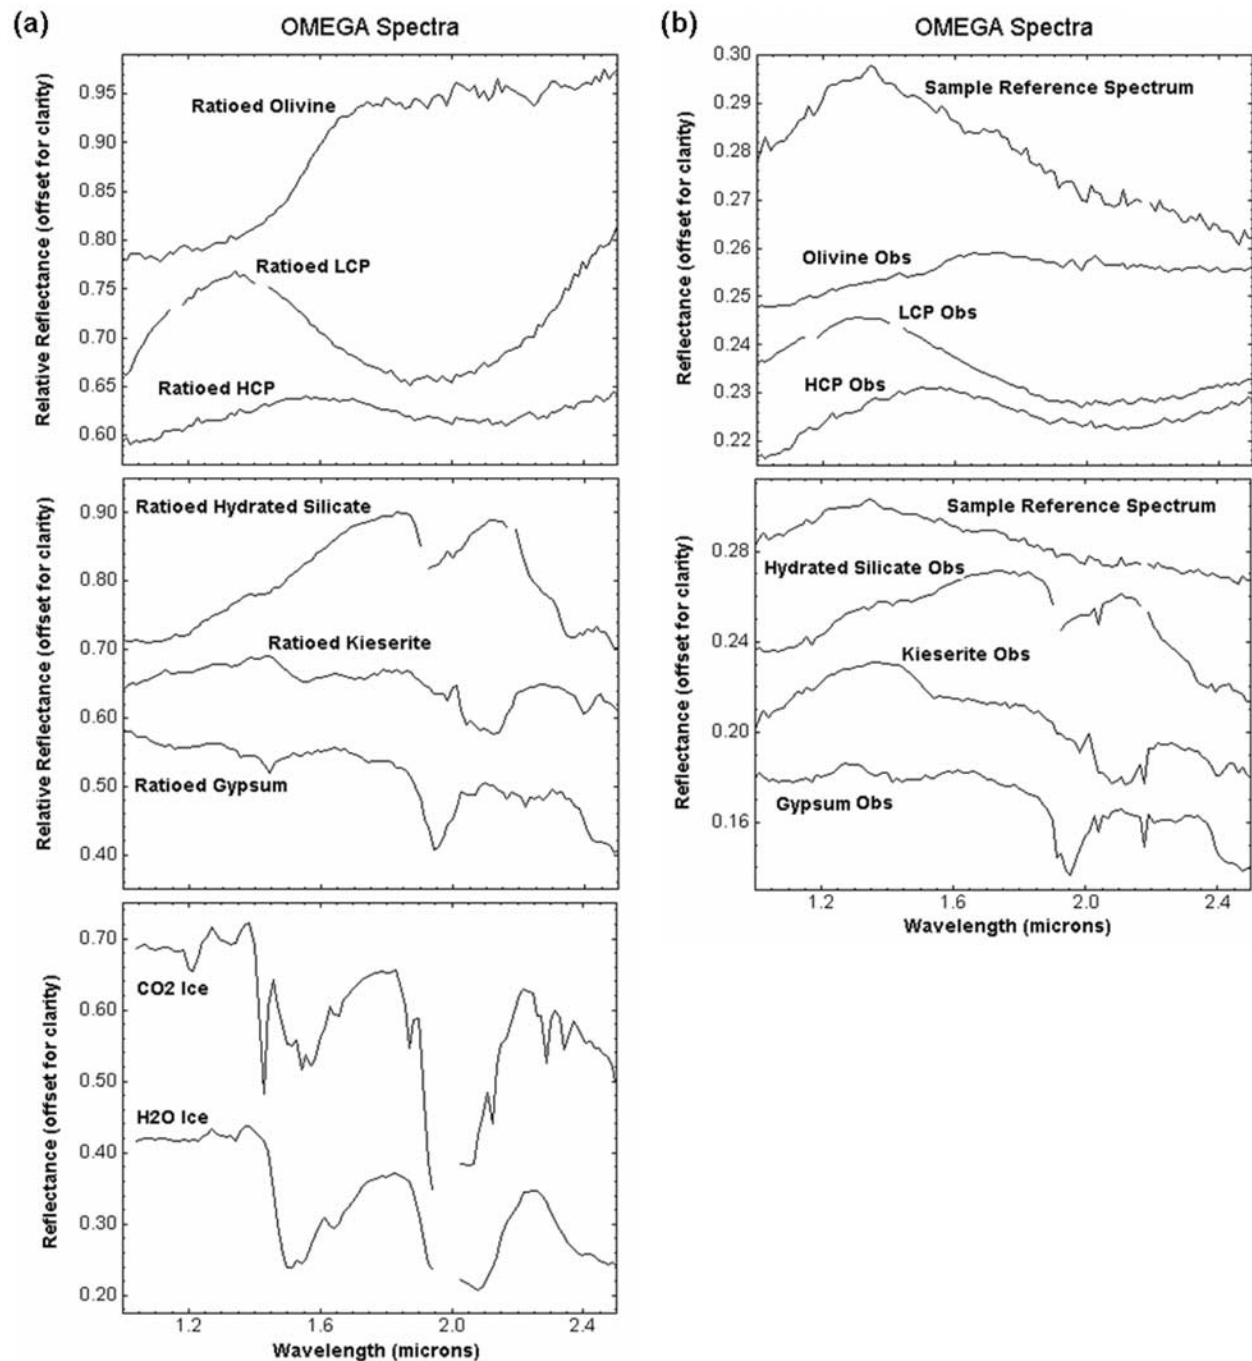 (a)
OMEGA Spectra
Relative Reflectance (offset for clarity)
0.95
0.90
0.85
0.80
0.75
0.70
0.65
0.60
Ratioed Olivine
Ratioed LCP
Ratioed HCP
Relative Reflectance (offset for clarity)
0.90
0.80
0.70
0.60
0.50
0.40
Ratioed Hydrated Silicate
Ratioed Kieserite
Ratioed Gypsum
Reflectance (offset for clarity)
0.70
0.60
0.50
0.40
0.30
0.20
CO2 Ice
H2O Ice
1.2 1.6 2.0 2.4
Wavelength (microns)
(b)
OMEGA Spectra
Reflectance (offset for clarity)
0.30
0.29
0.28
0.27
0.26
0.25
0.24
0.23
0.22
Sample Reference Spectrum
Olivine Obs
LCP Obs
HCP Obs
Reflectance (offset for clarity)
0.28
0.24
0.20
0.16
Sample Reference Spectrum
Hydrated Silicate Obs
Kieserite Obs
Gypsum Obs
1.2 1.6 2.0 2.4
Wavelength (microns)